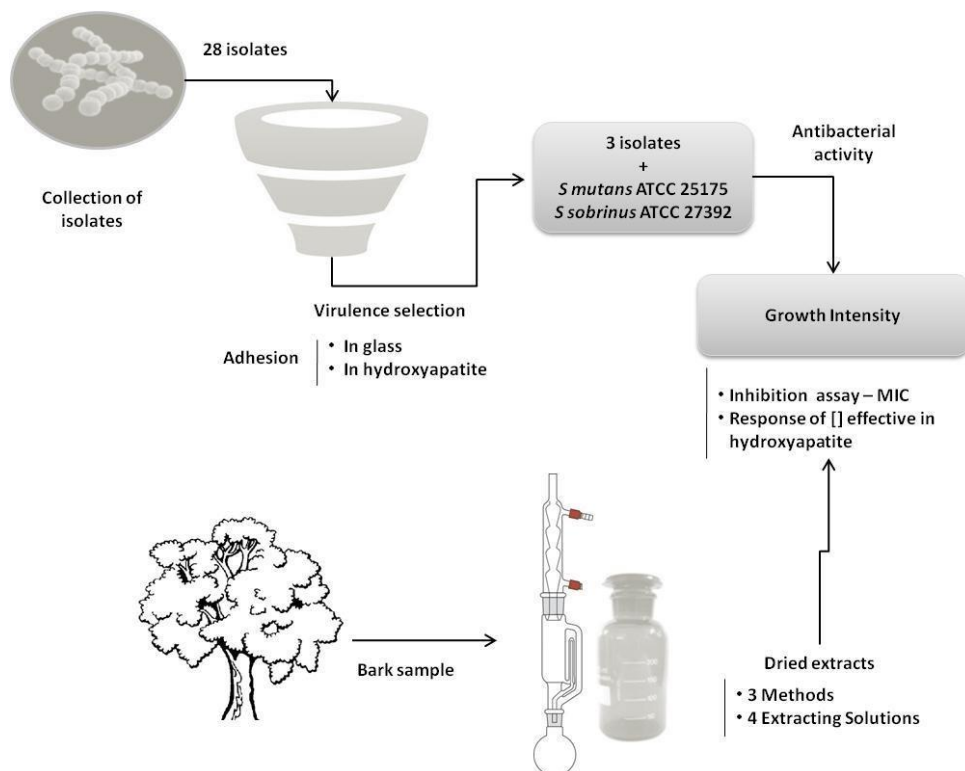 28 isolates
Collection of
isolates
Virulence selection
Adhesion
• In glass
• In hydroxyapatite
3 isolates
+
S mutans ATCC 25175
S sobrinus ATCC 27392
Antibacterial
activity
Growth Intensity
• Inhibition assay – MIC
• Response of [] effective in
hydroxyapatite
Bark sample
Dried extracts
• 3 Methods
• 4 Extracting Solutions